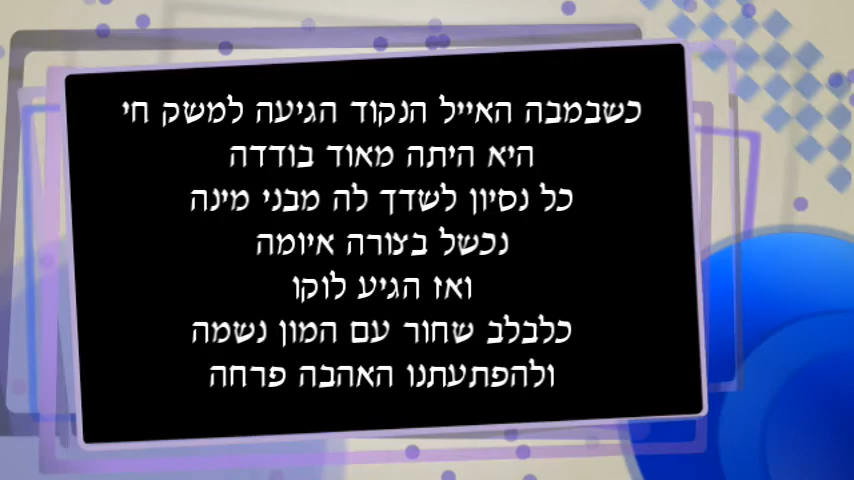 כשבמבה האייל הנקוד הגיעה למשק חי
היא היתה מאוד בודדה
כל נסיון לשדך לה מבני מינה
נכשל בצורה איומה
ואז הגיע לוקו
כלבלב שחור עם המון נשמה
ולהפתעתנו האהבה פרחה